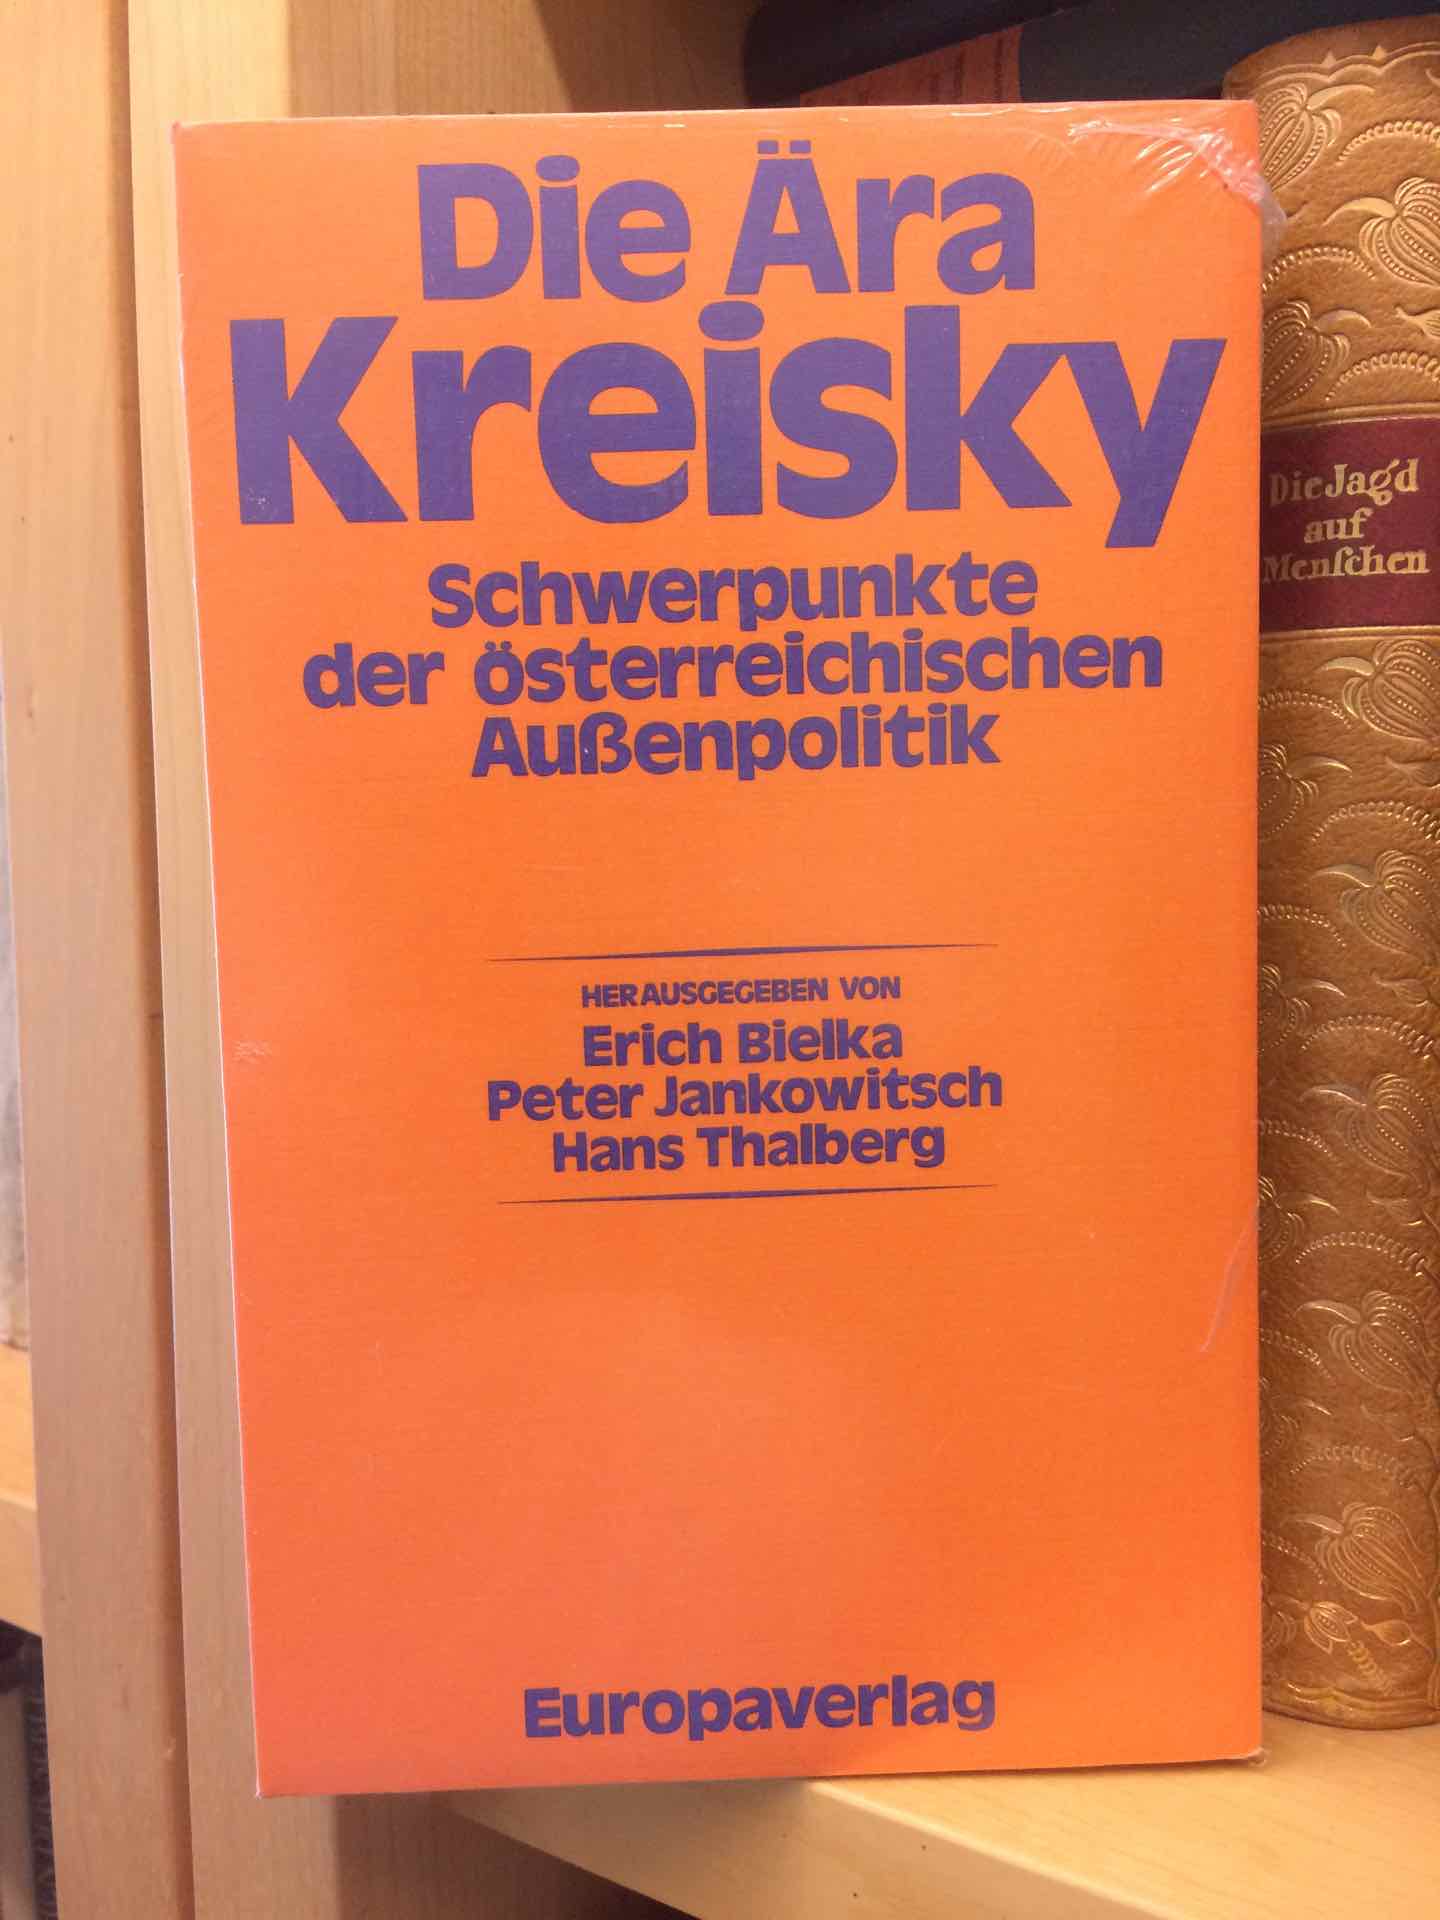 Die Ära
Kreisky
Schwerpunkte
der österreichischen
Außenpolitik
HERAUSGEGEBEN VON
Erich Bielka
Peter Jankowitsch
Hans Thalberg
Europaverlag
Die Jagd
auf
Menſchen